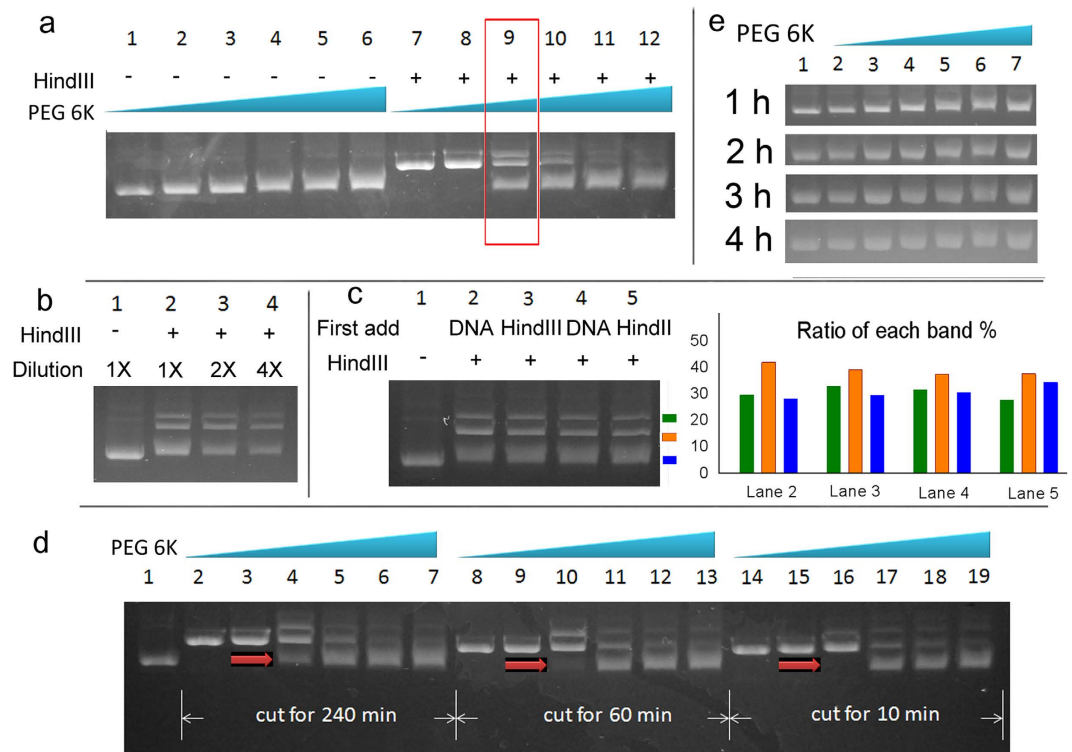 a
1 2 3 4 5 6 7 8 9 10 11 12
HindIII - - - - - - + + + + + +
PEG 6K
e
PEG 6K
1 2 3 4 5 6 7
1 h
2 h
3 h
4 h
b
1 2 3 4
HindIII - + + +
Dilution 1X 1X 2X 4X
c
1 2 3 4 5
First add DNA HindIII DNA HindII
HindIII - + + + +
Ratio of each band %
50
40
30
20
10
0
Lane 2 Lane 3 Lane 4 Lane 5
d
PEG 6K
1 2 3 4 5 6 7 8 9 10 11 12 13 14 15 16 17 18 19
cut for 240 min cut for 60 min cut for 10 min